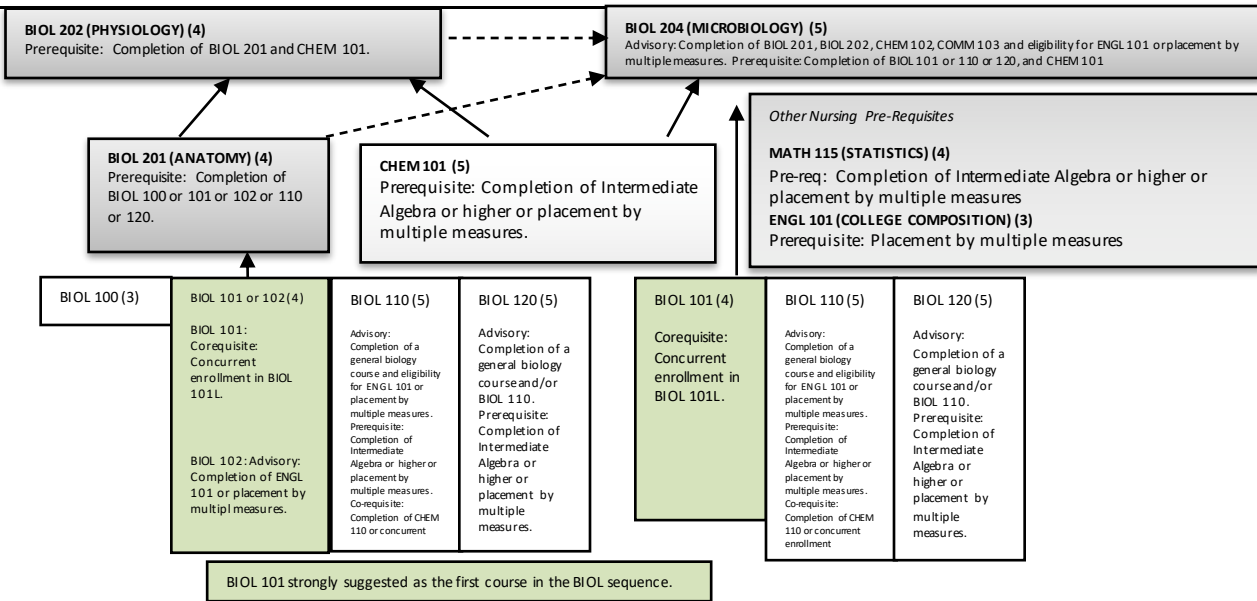 BIOL 202 (PHYSIOLOGY) (4)
Prerequisite: Completion of BIOL 201 and CHEM 101.
BIOL 204 (MICROBIOLOGY) (5)
Advisory: Completion of BIOL 201, BIOL 202, CHEM 102, COMM 103 and eligibility for ENGL 101 or placement by
multiple measures. Prerequisite: Completion of BIOL 101 or 110 or 120, and CHEM 101
BIOL 201 (ANATOMY) (4)
Prerequisite: Completion of
BIOL 100 or 101 or 102 or 110
or 120.
CHEM 101 (5)
Prerequisite: Completion of Intermediate
Algebra or higher or placement by
multiple measures.
Other Nursing Pre-Requisites
MATH 115 (STATISTICS) (4)
Pre-req: Completion of Intermediate Algebra or higher or
placement by multiple measures
ENGL 101 (COLLEGE COMPOSITION) (3)
Prerequisite: Placement by multiple measures
BIOL 100 (3)
BIOL 101 or 102 (4)
BIOL 101:
Corequisite:
Concurrent
enrollment in BIOL
101L.
BIOL 102: Advisory:
Completion of ENGL
101 or placement by
multipl measures.
BIOL 110 (5)
Advisory:
Completion of a
general biology
course and eligibility
for ENGL 101 or
placement by
multiple measures.
Prerequisite:
Completion of
Intermediate
Algebra or higher or
placement by
multiple measures.
Co-requisite:
Completion of CHEM
110 or concurrent
BIOL 120 (5)
Advisory:
Completion of a
general biology
course and/or
BIOL 110.
Prerequisite:
Completion of
Intermediate
Algebra or
higher or
placement by
multiple
measures.
BIOL 101 (4)
Corequisite:
Concurrent
enrollment in
BIOL 101L.
BIOL 110 (5)
Advisory:
Completion of a
general biology
course and eligibility
for ENGL 101 or
placement by
multiple measures.
Prerequisite:
Completion of
Intermediate
Algebra or higher or
placement by
multiple measures.
Co-requisite:
Completion of CHEM
110 or concurrent
enrollment
BIOL 120 (5)
Advisory:
Completion of a
general biology
course and/or
BIOL 110.
Prerequisite:
Completion of
Intermediate
Algebra or
higher or
placement by
multiple
measures.
BIOL 101 strongly suggested as the first course in the BIOL sequence.